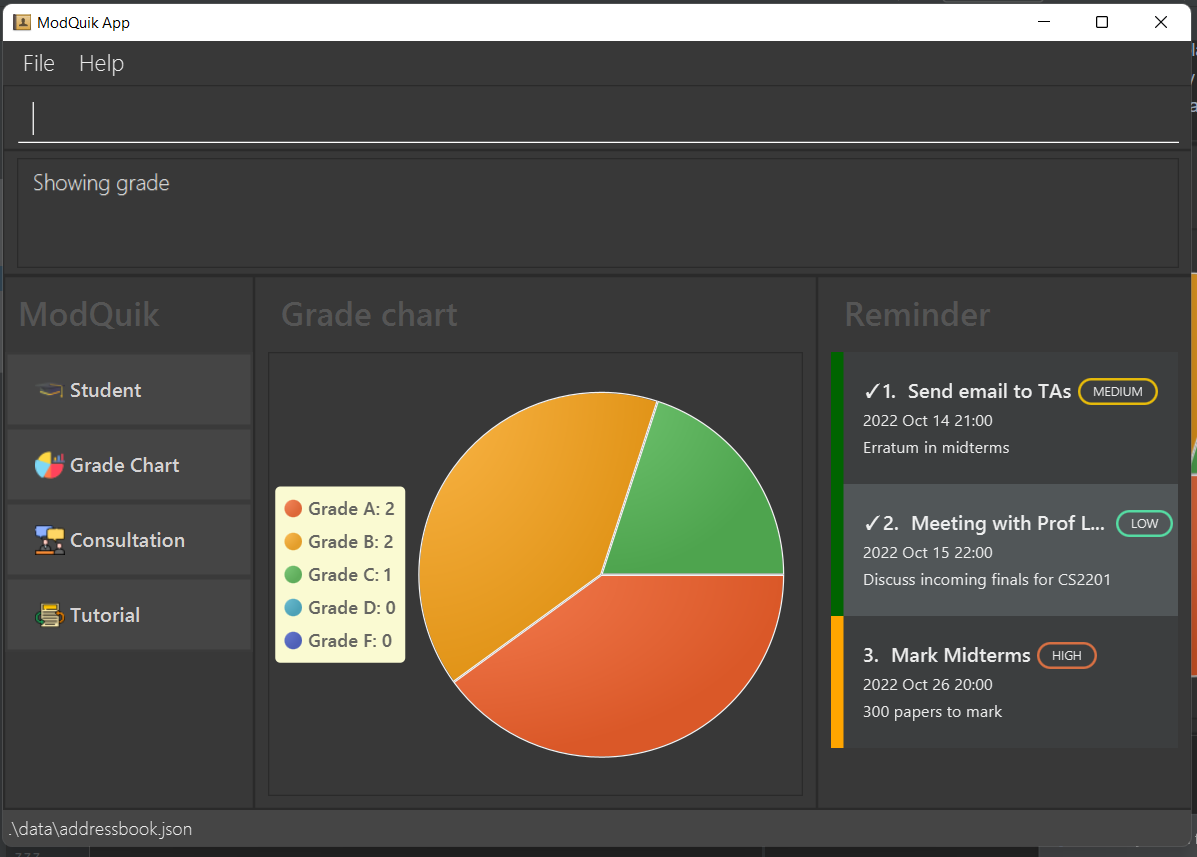 ModQuik App
File Help
Showing grade
ModQuik
Student
Grade Chart
Consultation
Tutorial
Grade chart
Grade A: 2
Grade B: 2
Grade C: 1
Grade D: 0
Grade F: 0
Reminder
✓1. Send email to TAs MEDIUM
2022 Oct 14 21:00
Erratum in midterms
✓2. Meeting with Prof L... LOW
2022 Oct 15 22:00
Discuss incoming finals for CS2201
3. Mark Midterms HIGH
2022 Oct 26 20:00
300 papers to mark
.\data\addressbook.json